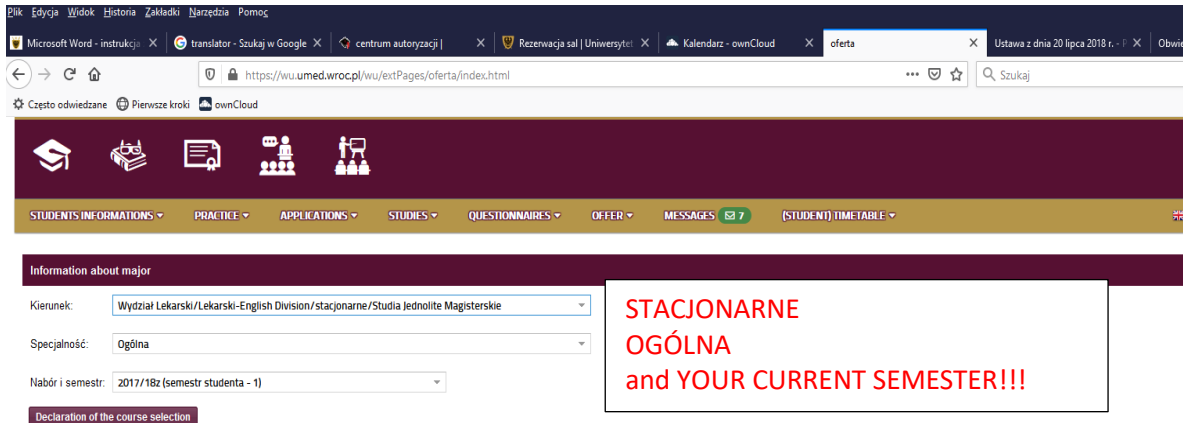 Plik Edycja Widok Historia Zakładki Narzędzia Pomoc
Microsoft Word - instrukcja translator - Szukaj w Google centrum autoryzacji | Rezerwacja sal | Uniwersytet Kalendarz - ownCloud oferta Ustawa z dnia 20 lipca 2018 r. - P Obwie
https://wu.umed.wroc.pl/wu/extPages/oferta/index.html Szukaj
Często odwiedzane Pierwsze kroki ownCloud
STUDENTS INFORMATIONS PRACTICE APPLICATIONS STUDIES QUESTIONNAIRES OFFER MESSAGES 7 (STUDENT) TIMETABLE
Information about major
Kierunek: Wydział Lekarski/Lekarski-English Division/stacjonarne/Studia Jednolite Magisterskie
STACJONARNE
Specjalność: Ogólna
OGÓLNA
Nabór i semestr: 2017/18z (semestr studenta - 1)
and YOUR CURRENT SEMESTER!!!
Declaration of the course selection